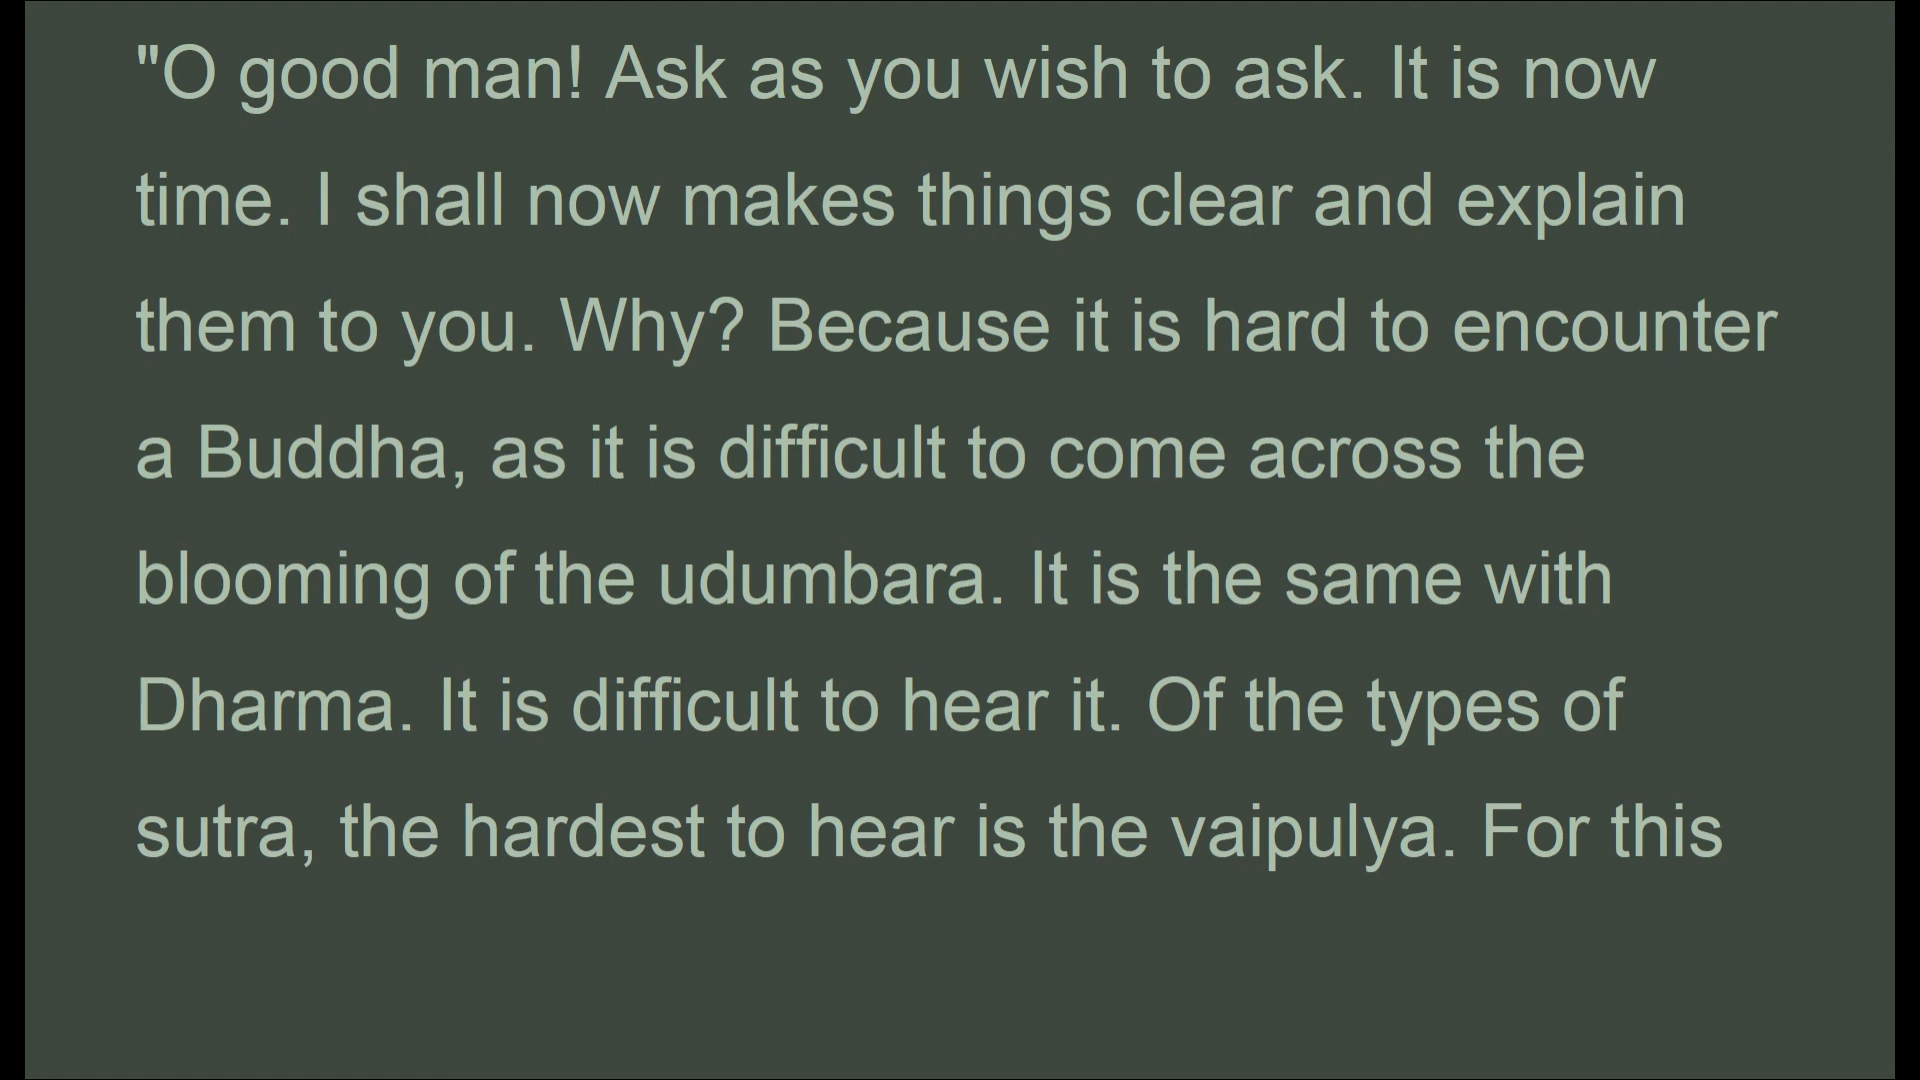 "O good man! Ask as you wish to ask. It is now
time. I shall now makes things clear and explain
them to you. Why? Because it is hard to encounter
a Buddha, as it is difficult to come across the
blooming of the udumbara. It is the same with
Dharma. It is difficult to hear it. Of the types of
sutra, the hardest to hear is the vaipulya. For this